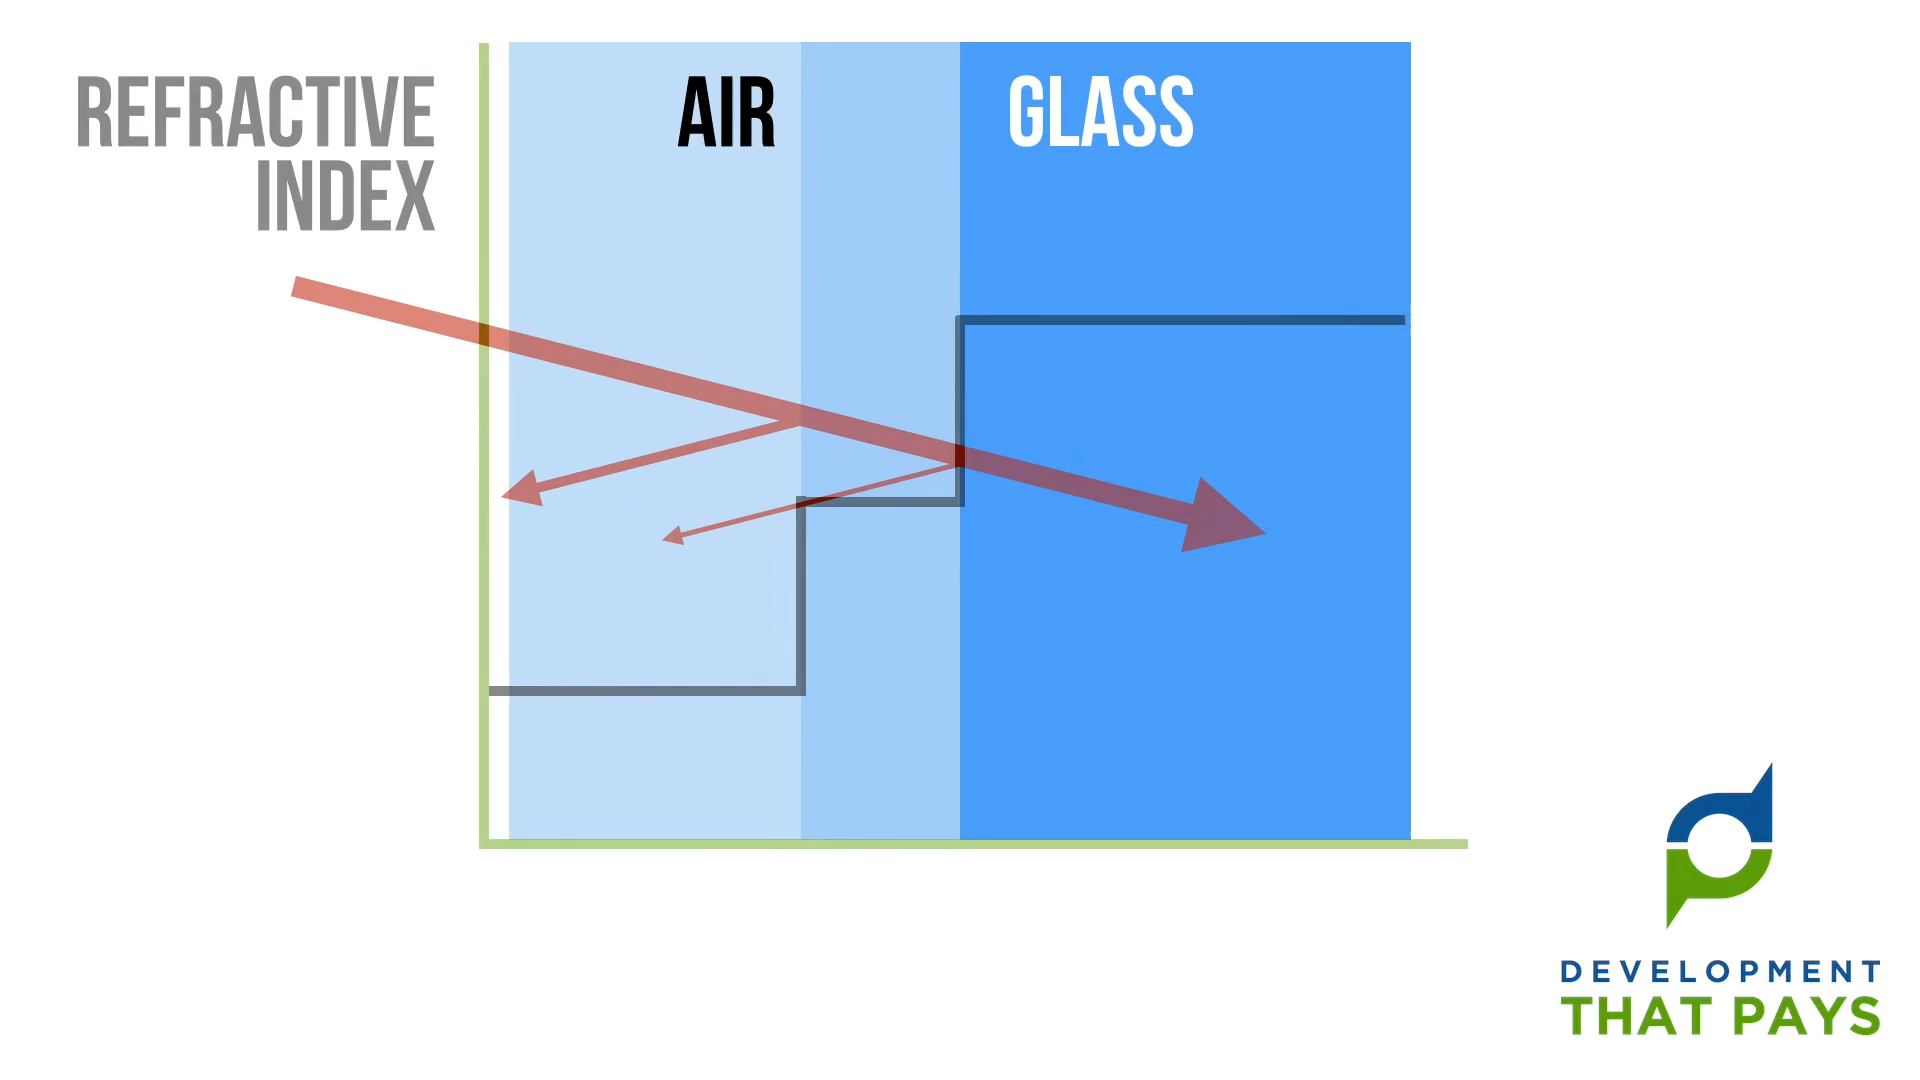 REFRACTIVE
INDEX
AIR
GLASS
DEVELOPMENT
THAT PAYS